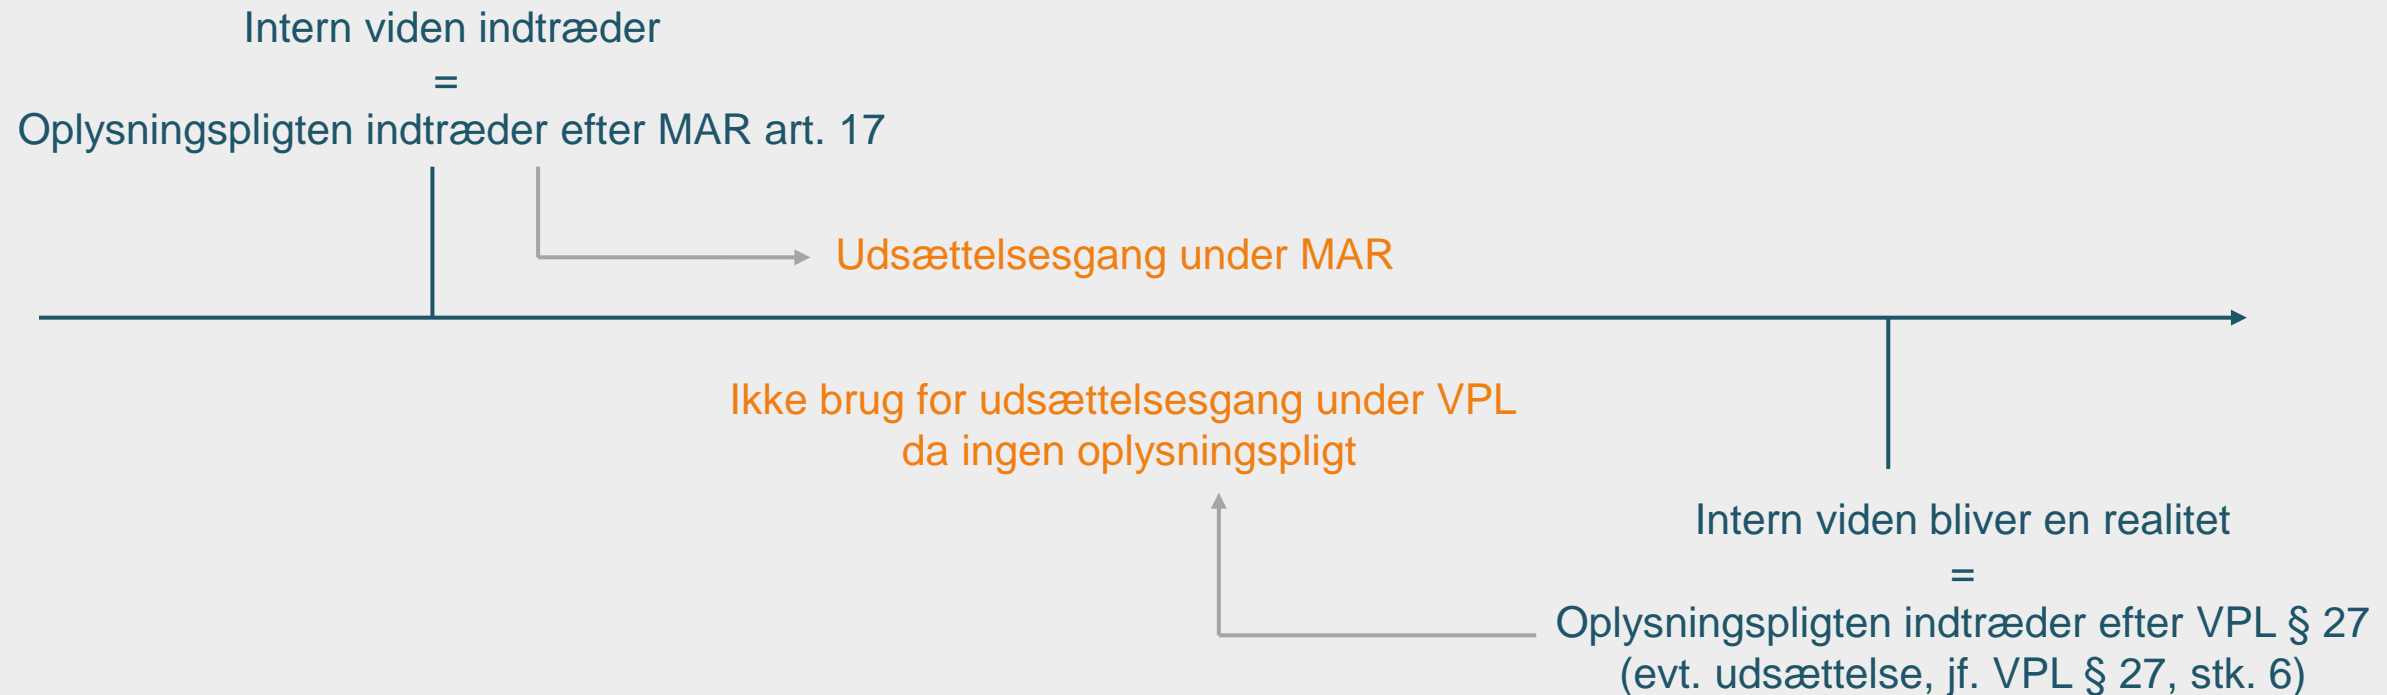 Intern viden indtræder
=
Oplysningspligten indtræder efter MAR art. 17
Udsættelsesgang under MAR
Ikke brug for udsættelsesgang under VPL
da ingen oplysningspligt
Intern viden bliver en realitet
=
Oplysningspligten indtræder efter VPL § 27
(evt. udsættelse, jf. VPL § 27, stk. 6)